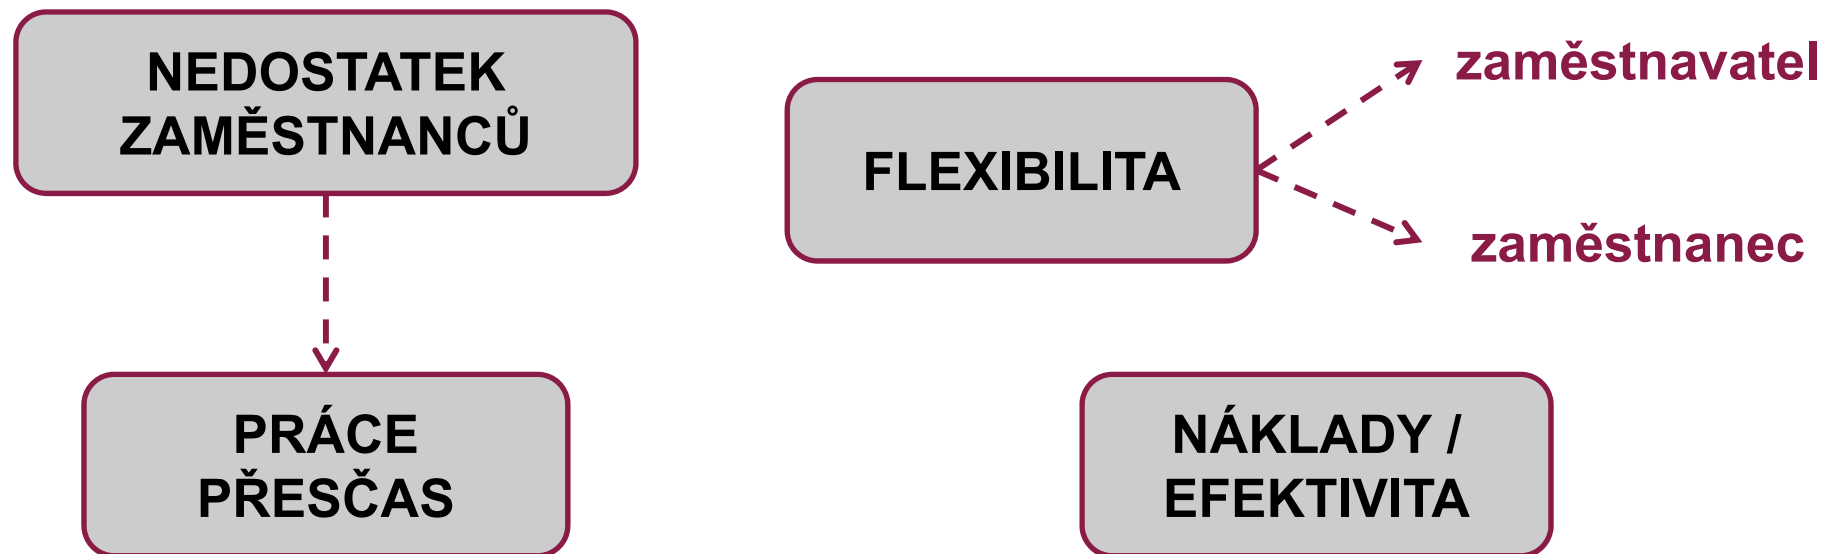 NEDOSTATEK
ZAMĚSTNANCŮ
FLEXIBILITA
zaměstnavatel
zaměstnanec
PRÁCE
PŘESČAS
NÁKLADY /
EFEKTIVITA